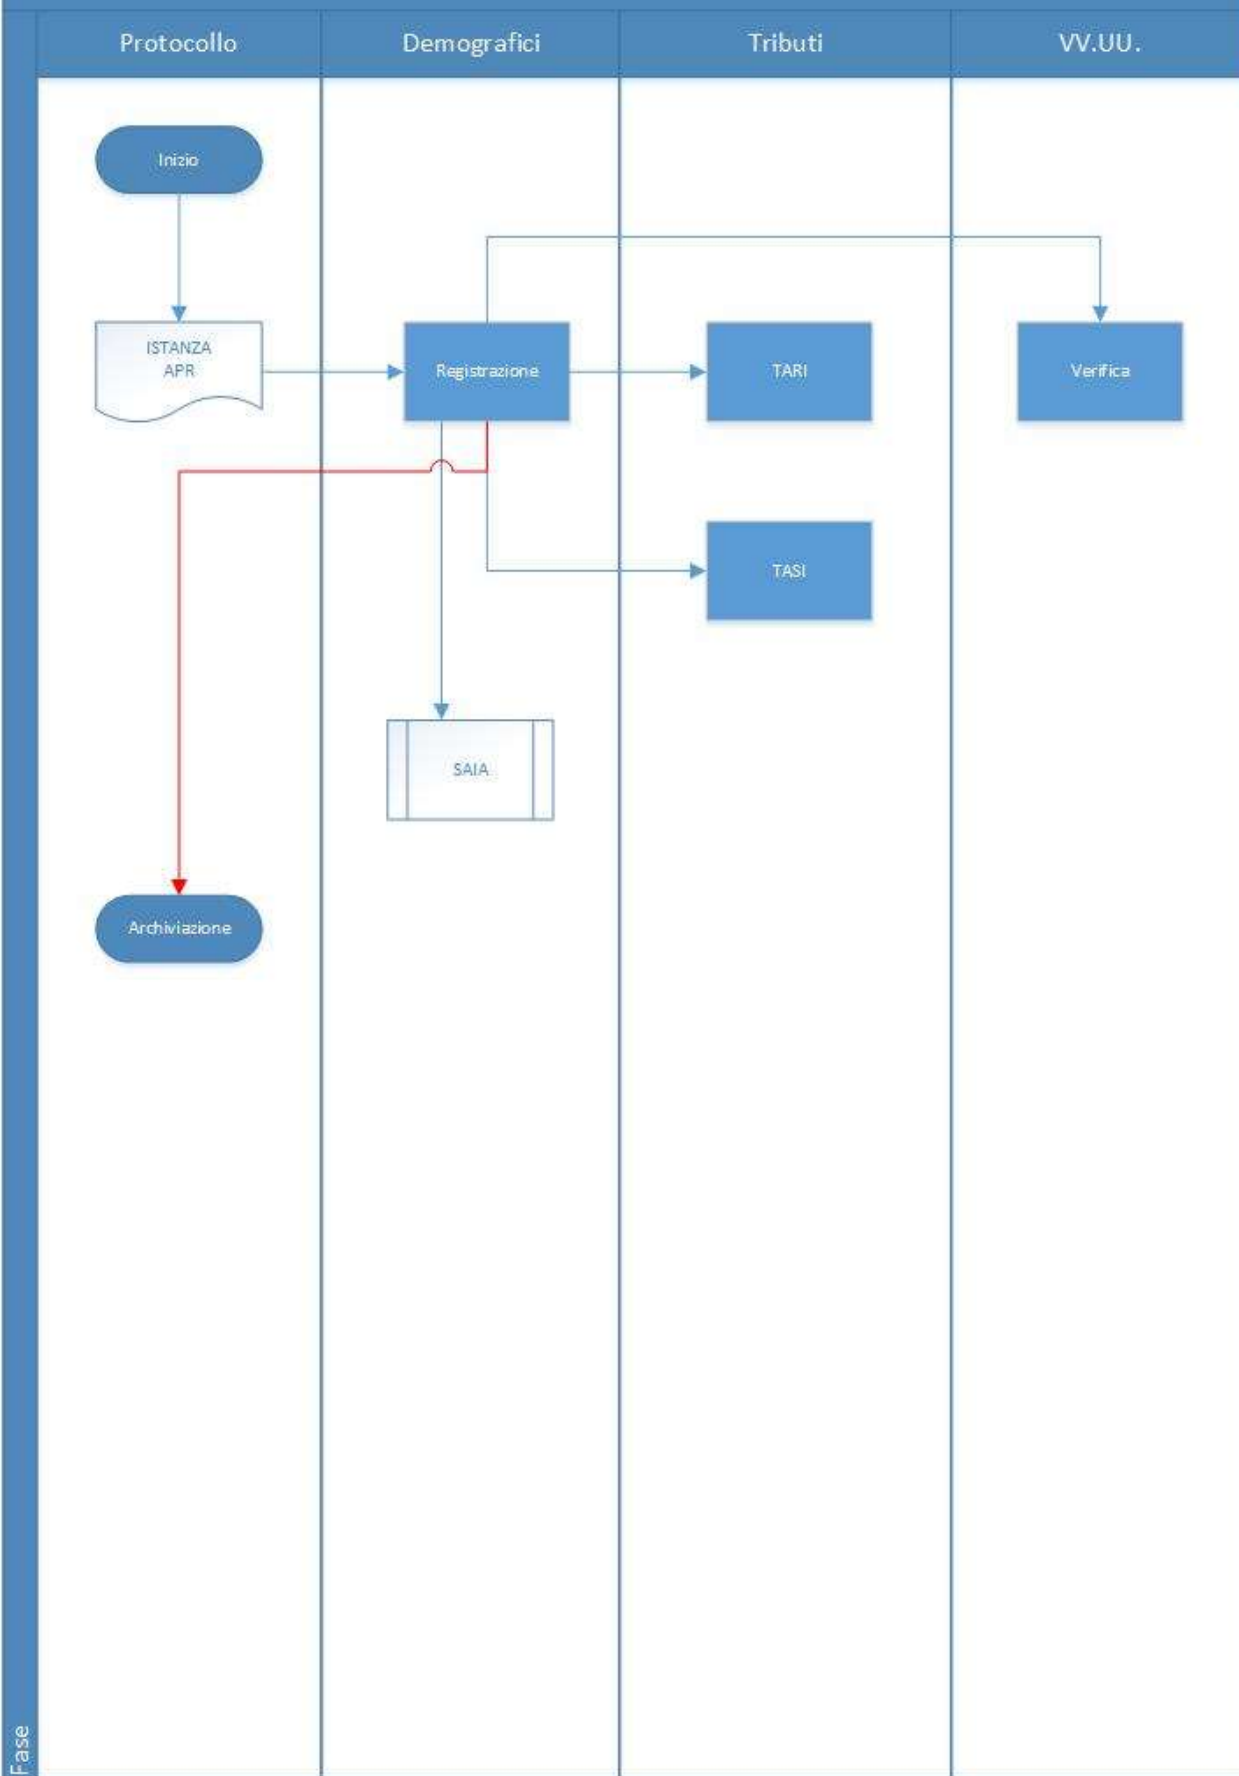 Protocollo
Demografici
Tributi
VV.UU.
Inizio
ISTANZA
APR
Registrazione
TARI
Verifica
TASI
SAIA
Archiviazione
Fase